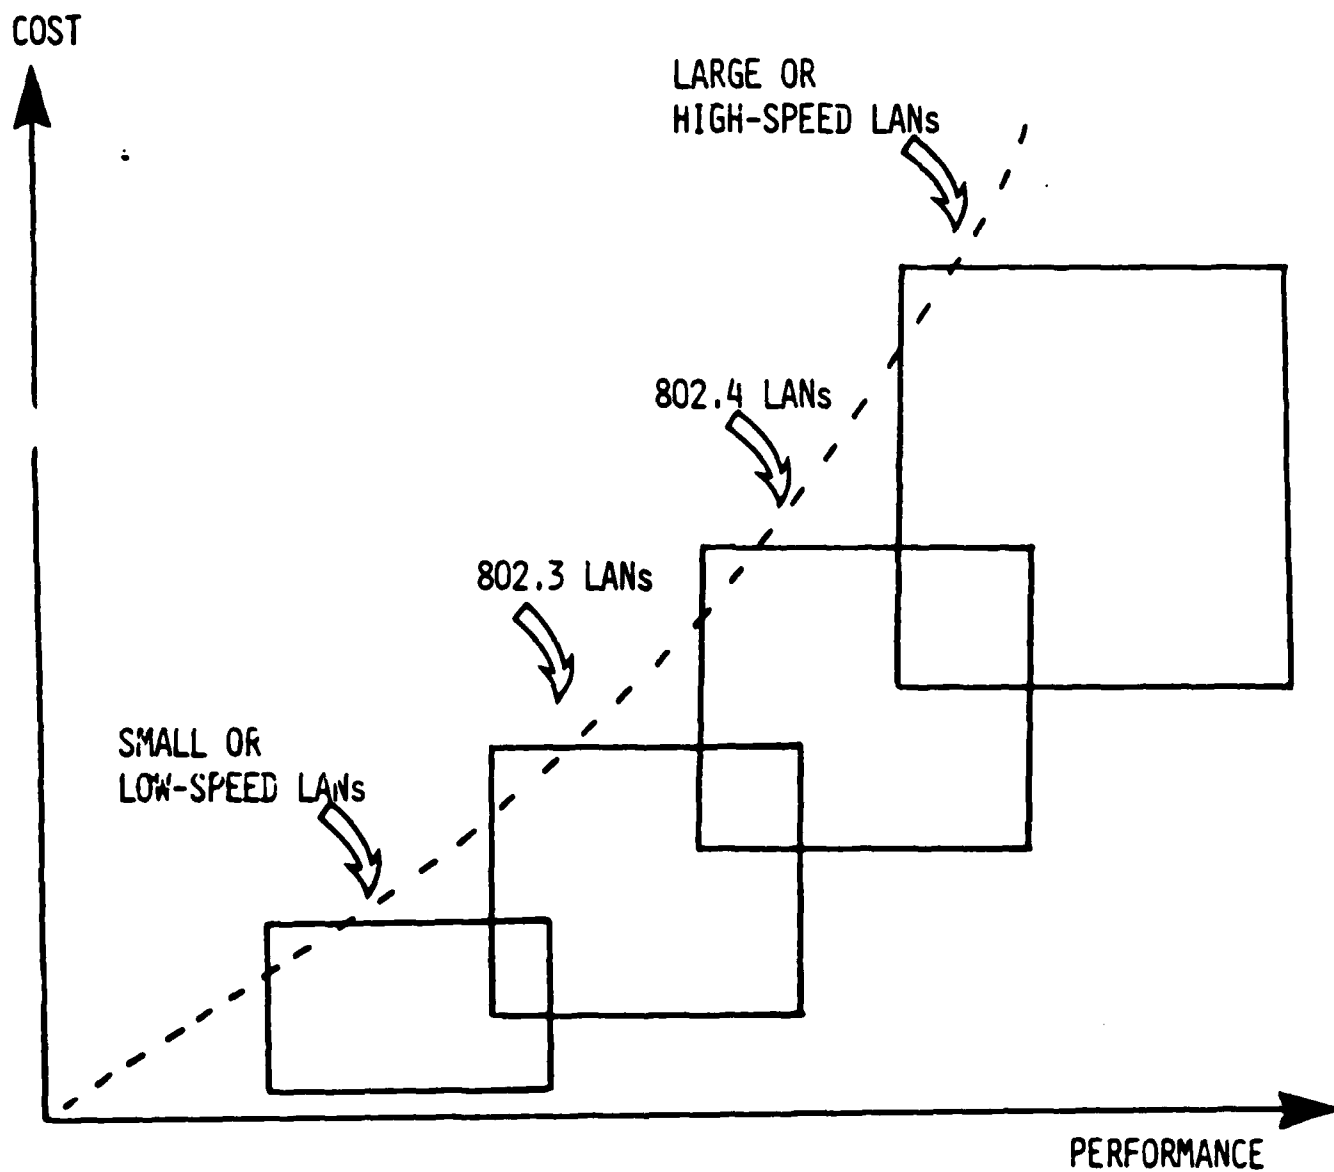 COST
LARGE OR
HIGH-SPEED LANs
802.4 LANs
802.3 LANs
SMALL OR
LOW-SPEED LANs
PERFORMANCE